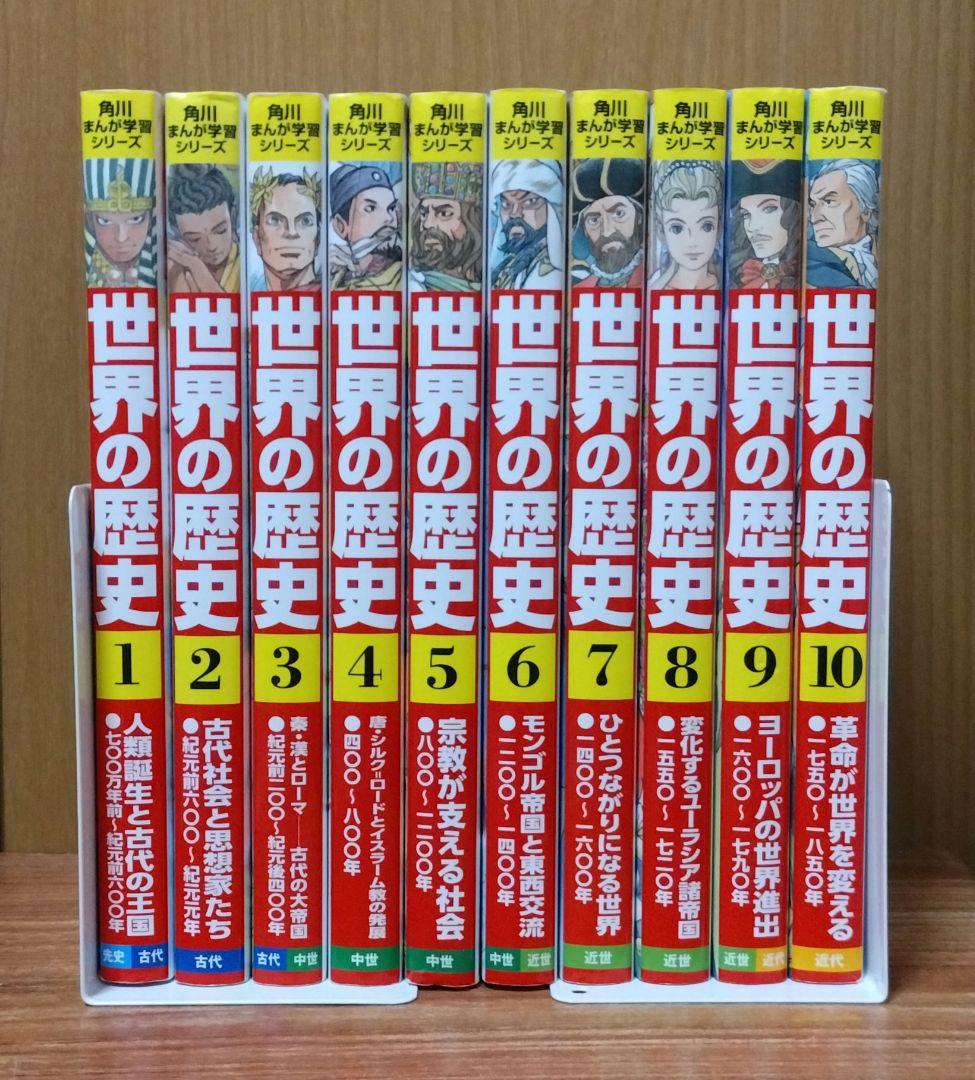 角川
まんが学習
シリーズ
世界の歴史
1
人類誕生と古代の王国
●七〇〇万年前～紀元前六〇〇年
先史 古代
角川
まんが学習
シリーズ
世界の歴史
2
古代社会と思想家たち
●紀元前六〇〇～紀元元年
古代
角川
まんが学習
シリーズ
世界の歴史
3
秦・漢とローマ――古代の大帝国
●紀元前二〇〇～紀元後四〇〇年
古代 中世
角川
まんが学習
シリーズ
世界の歴史
4
唐・シルクロードとイスラーム教の発展
●四〇〇～八〇〇年
中世
角川
まんが学習
シリーズ
世界の歴史
5
宗教が支える社会
●八〇〇～一二〇〇年
中世
角川
まんが学習
シリーズ
世界の歴史
6
モンゴル帝国と東西交流
●一二〇〇～一四〇〇年
中世 近世
角川
まんが学習
シリーズ
世界の歴史
7
ひとつながりになる世界
●一四〇〇～一六〇〇年
近世
角川
まんが学習
シリーズ
世界の歴史
8
変化するユーラシア諸帝国
●一五五〇～一七二〇年
近世
角川
まんが学習
シリーズ
世界の歴史
9
ヨーロッパの世界進出
●一六〇〇～一七九〇年
近世 近代
角川
まんが学習
シリーズ
世界の歴史
10
革命が世界を変える
●一七五〇～一八五〇年
近代